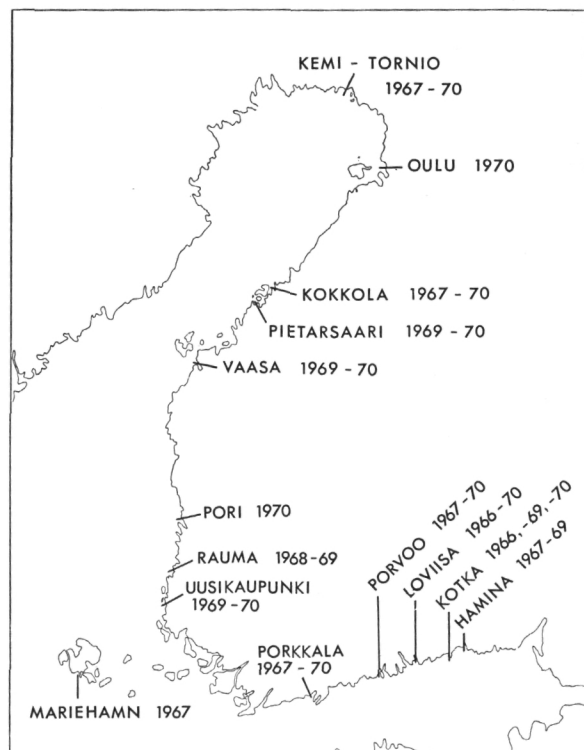 KEMI - TORNIO
1967 - 70
OULU 1970
KOKKOLA 1967 - 70
PIETARSAARI 1969 - 70
VAASA 1969 - 70
PORI 1970
RAUMA 1968-69
UUSIKAUPUNKI
1969 - 70
PORVOO 1967-70
LOVIISA 1966-70
KOTKA 1966, -69, -70
HAMINA 1967-69
PORKKALA
1967 - 70
MARIEHAMN 1967